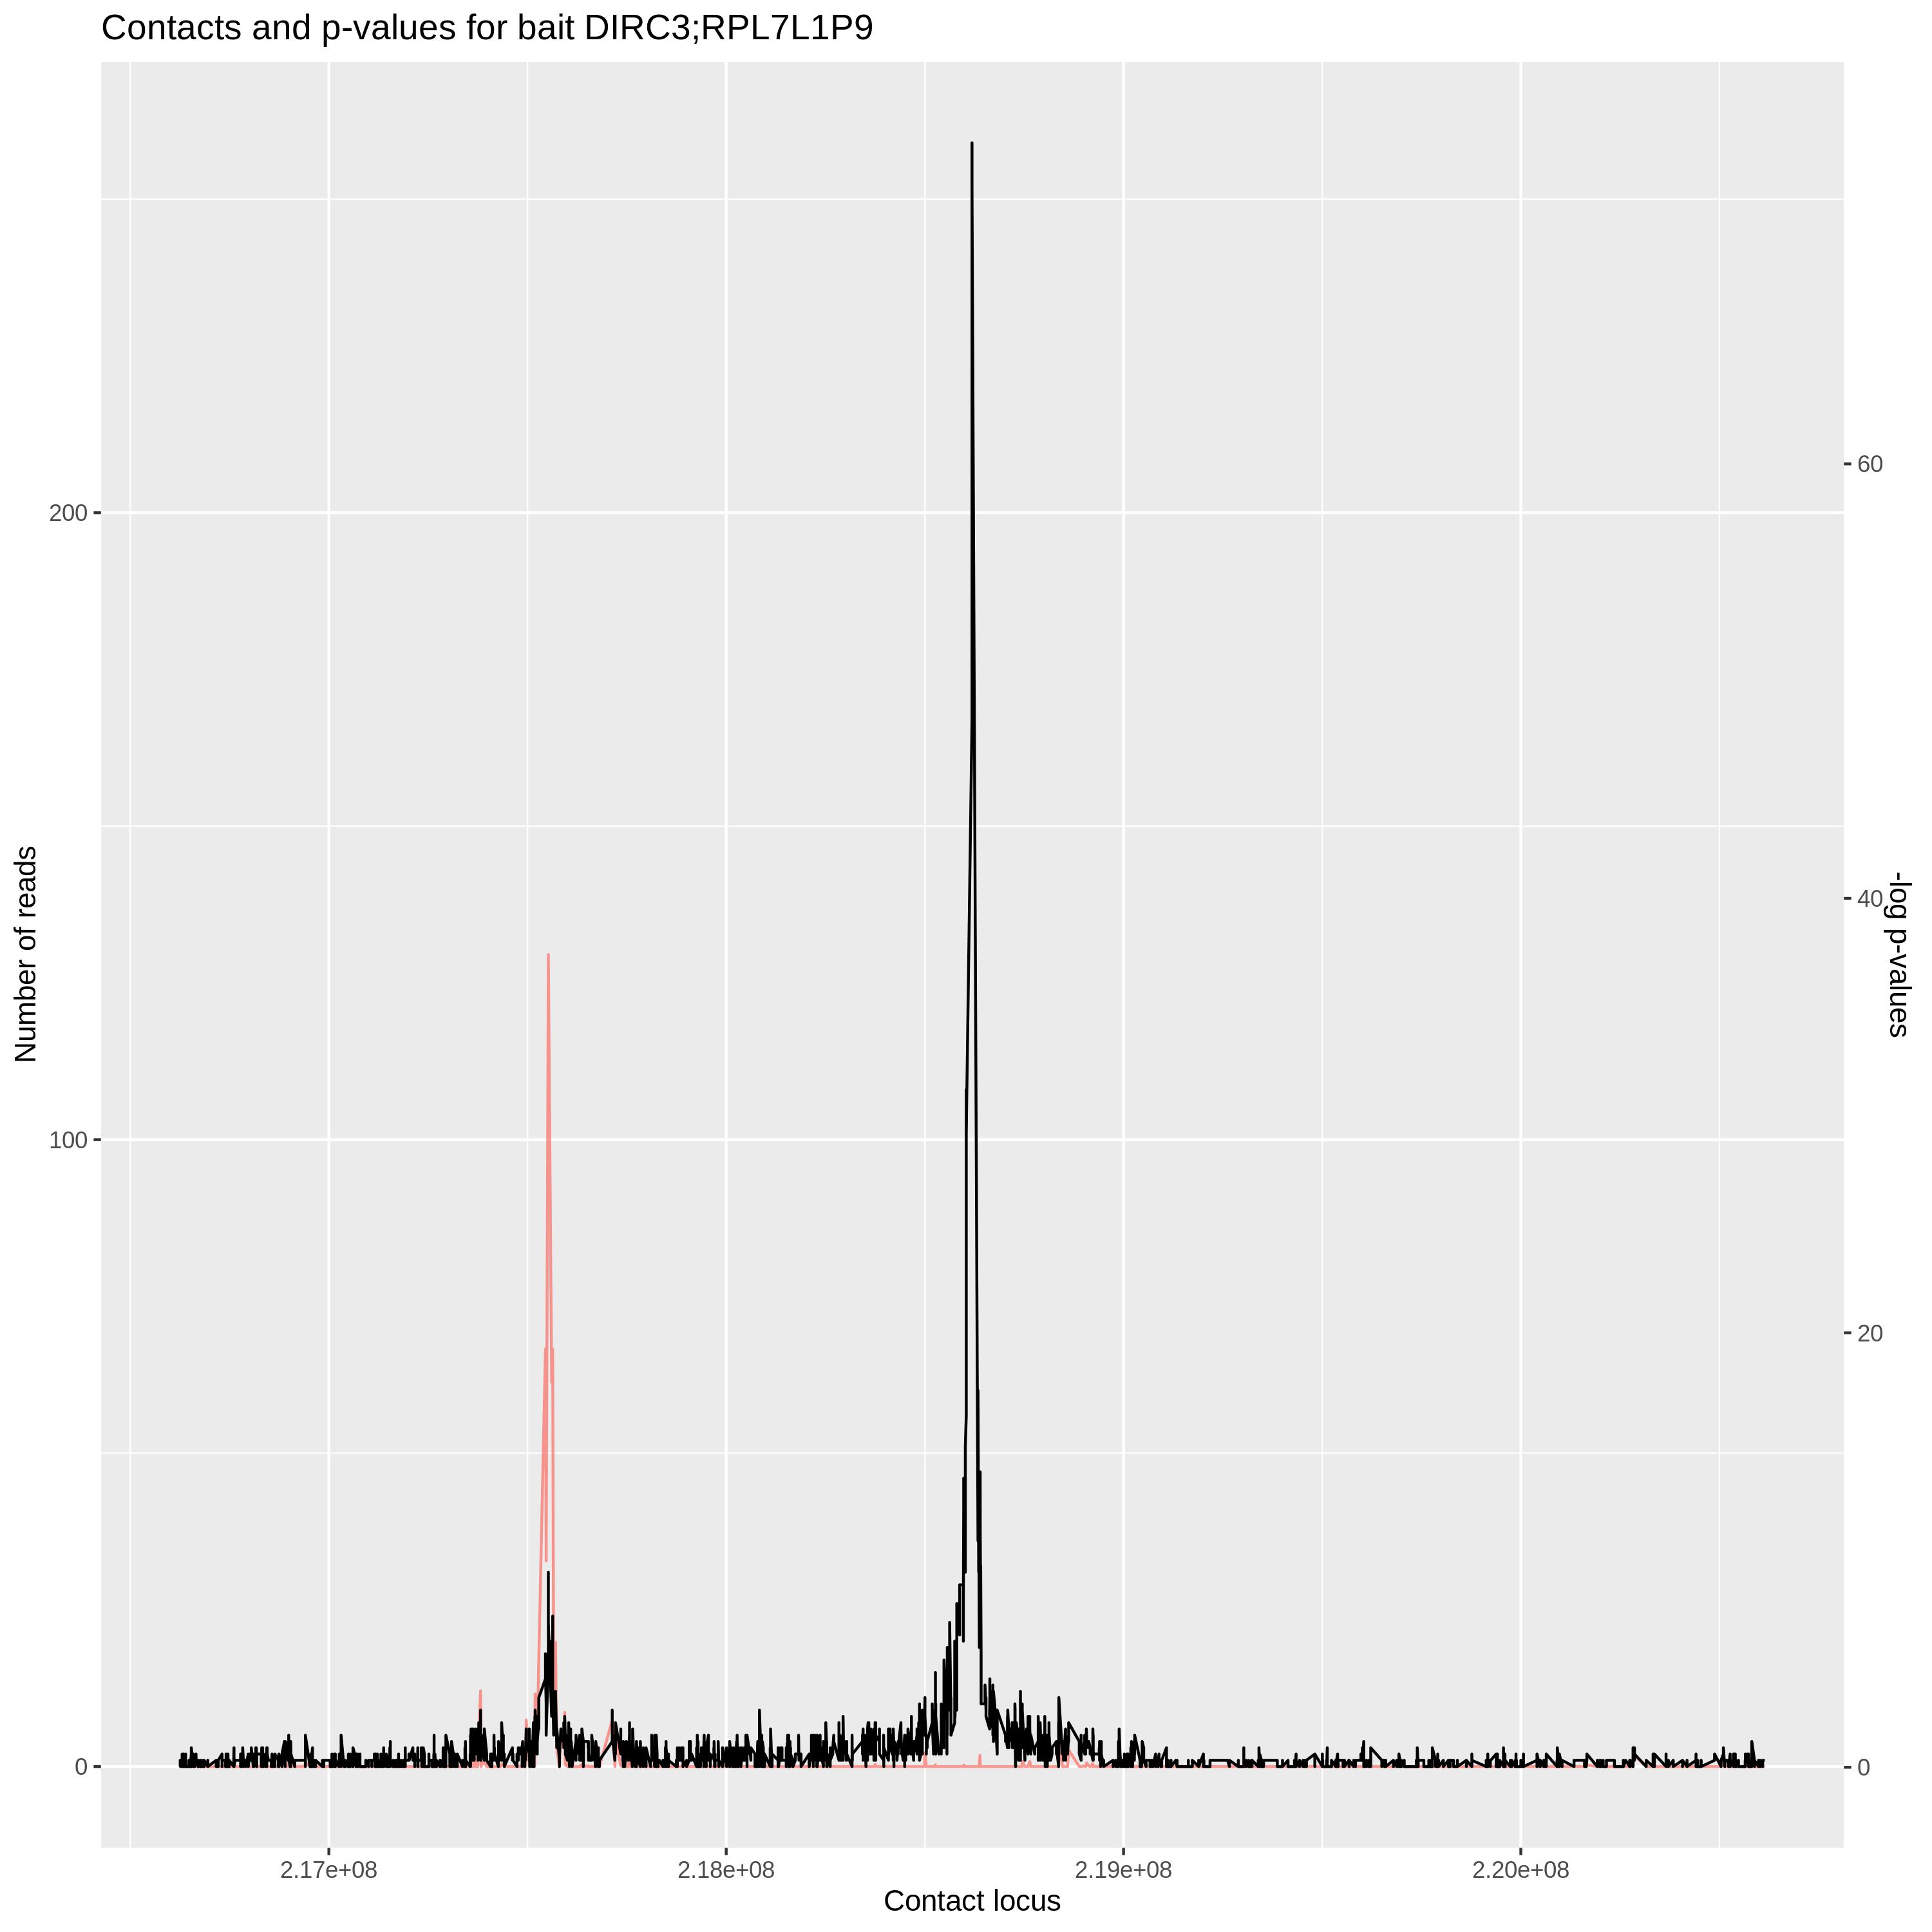 Contacts and p-values for bait DIRC3;RPL7L1P9
Number of reads
200
100
0
60
40
20
0
-log p-values
2.17e+08
2.18e+08
2.19e+08
2.20e+08
Contact locus